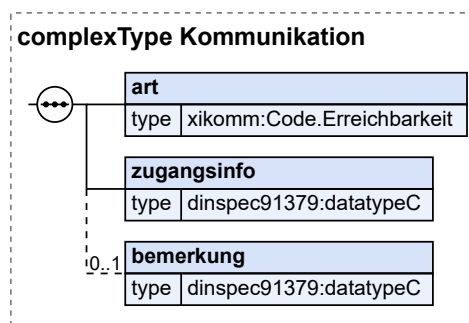 complexType Kommunikation
art
type xikomm:Code.Erreichbarkeit
zugangsinfo
type dinspec91379:datatypeC
0..1 bemerkung
type dinspec91379:datatypeC